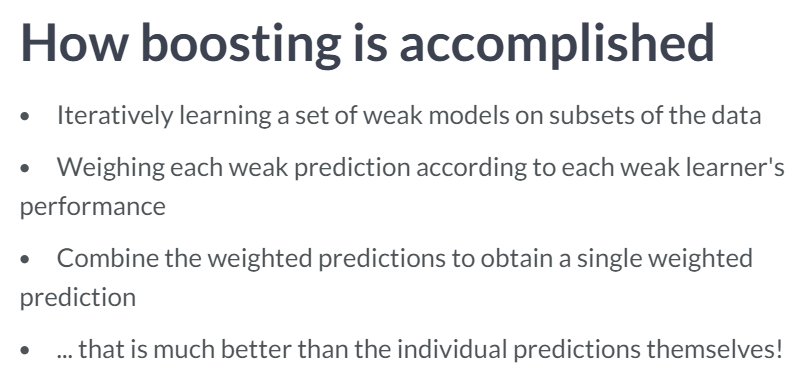 How boosting is accomplished
• Iteratively learning a set of weak models on subsets of the data
• Weighing each weak prediction according to each weak learner's
performance
• Combine the weighted predictions to obtain a single weighted
prediction
• ... that is much better than the individual predictions themselves!